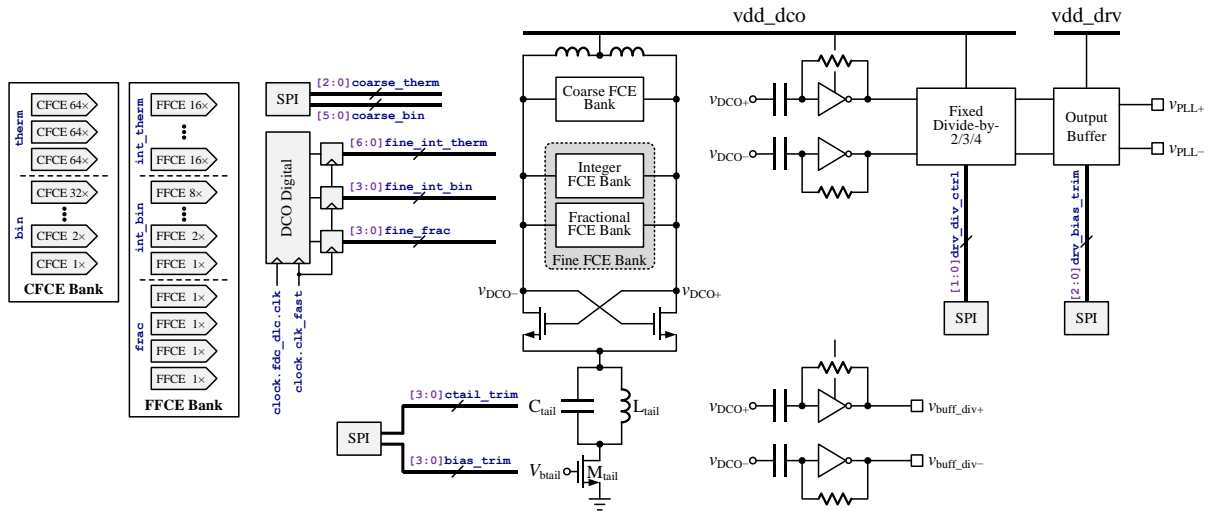 therm
CFCE 64×
CFCE 64×
CFCE 64×
bin
CFCE 32×
CFCE 2×
CFCE 1×
CFCE Bank
int_therm
FFCE 16×
FFCE 16×
int_bin
FFCE 8×
FFCE 2×
FFCE 1×
frac
FFCE 1×
FFCE 1×
FFCE 1×
FFCE 1×
FFCE Bank
SPI
[2:0]coarse_therm
[5:0]coarse_bin
DCO Digital
[6:0]fine_int_therm
[3:0]fine_int_bin
[3:0]fine_frac
clock.fdc_dlc.clk
clock.clk_fast
SPI
[3:0]ctail_trim
[3:0]bias_trim
vdd_dco
Coarse FCE
Bank
Integer
FCE Bank
Fractional
FCE Bank
Fine FCE Bank
vDCO−
vDCO+
Ctail
Ltail
Vbtail
Mtail
vDCO+
vDCO−
Fixed
Divide-by-
2/3/4
[1:0]drv_div_ctrl
SPI
vdd_drv
Output
Buffer
vPLL+
vPLL−
[2:0]drv_bias_trim
SPI
vDCO+
vbuff_div+
vDCO−
vbuff_div−